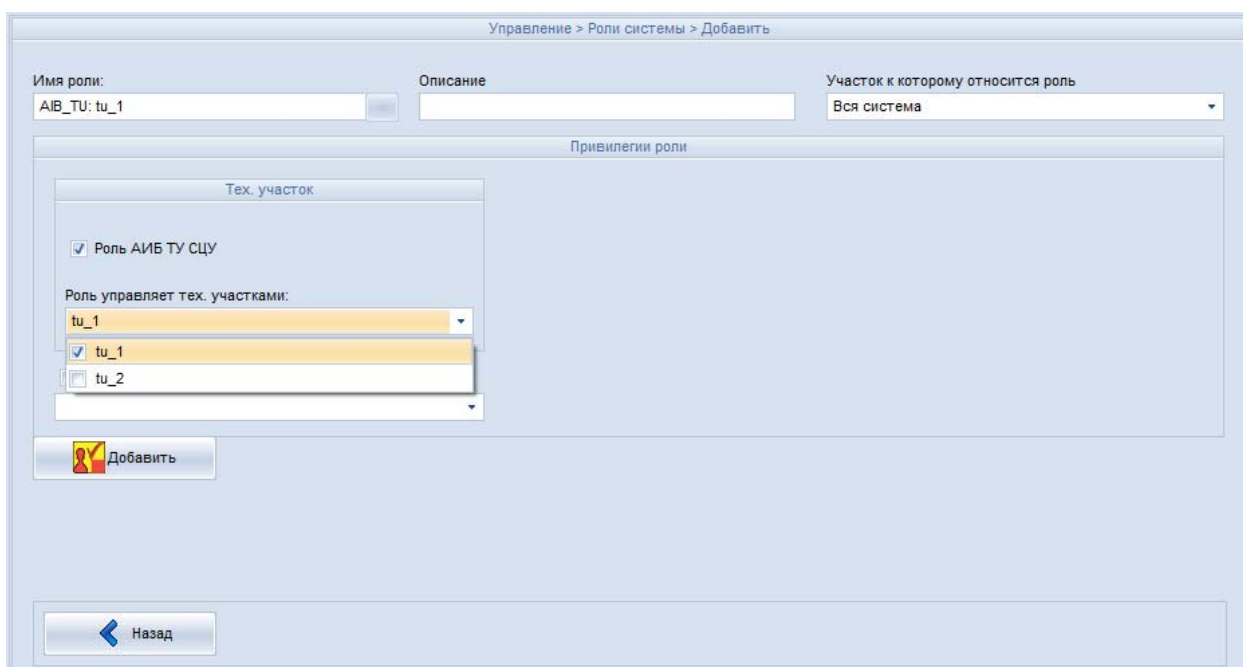 Управление > Роли системы > Добавить
Имя роли:
Описание
Участок к которому относится роль
AIB_TU: tu_1
Вся система
Привилегии роли
Тех. участок
Роль АИБ ТУ СЦУ
Роль управляет тех. участками:
tu_1
tu_1
tu_2
Добавить
Назад